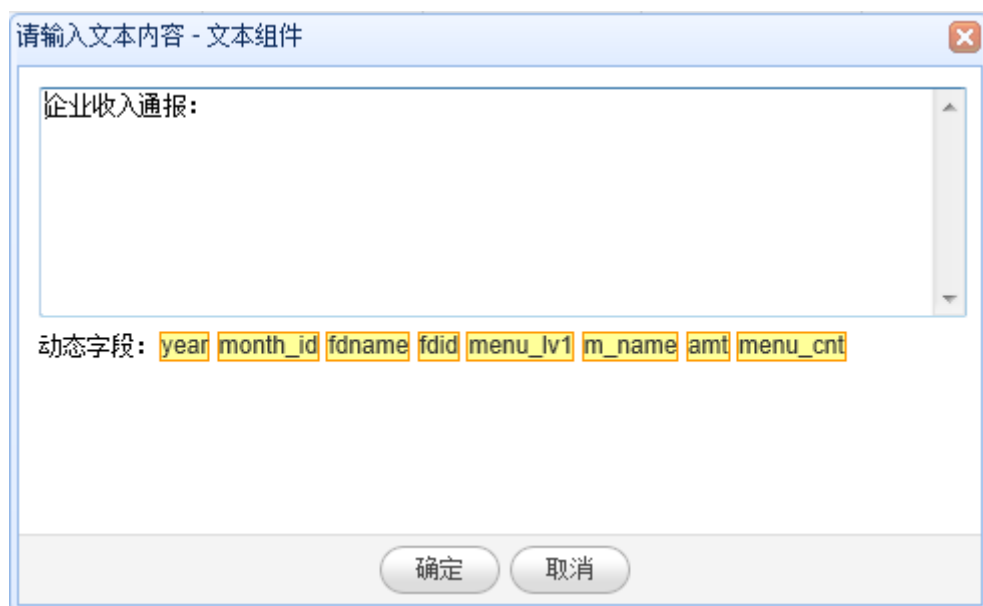 请输入文本内容 - 文本组件
企业收入通报:
动态字段: year month_id fdname fdid menu_lv1 m_name amt menu_cnt
确定 取消